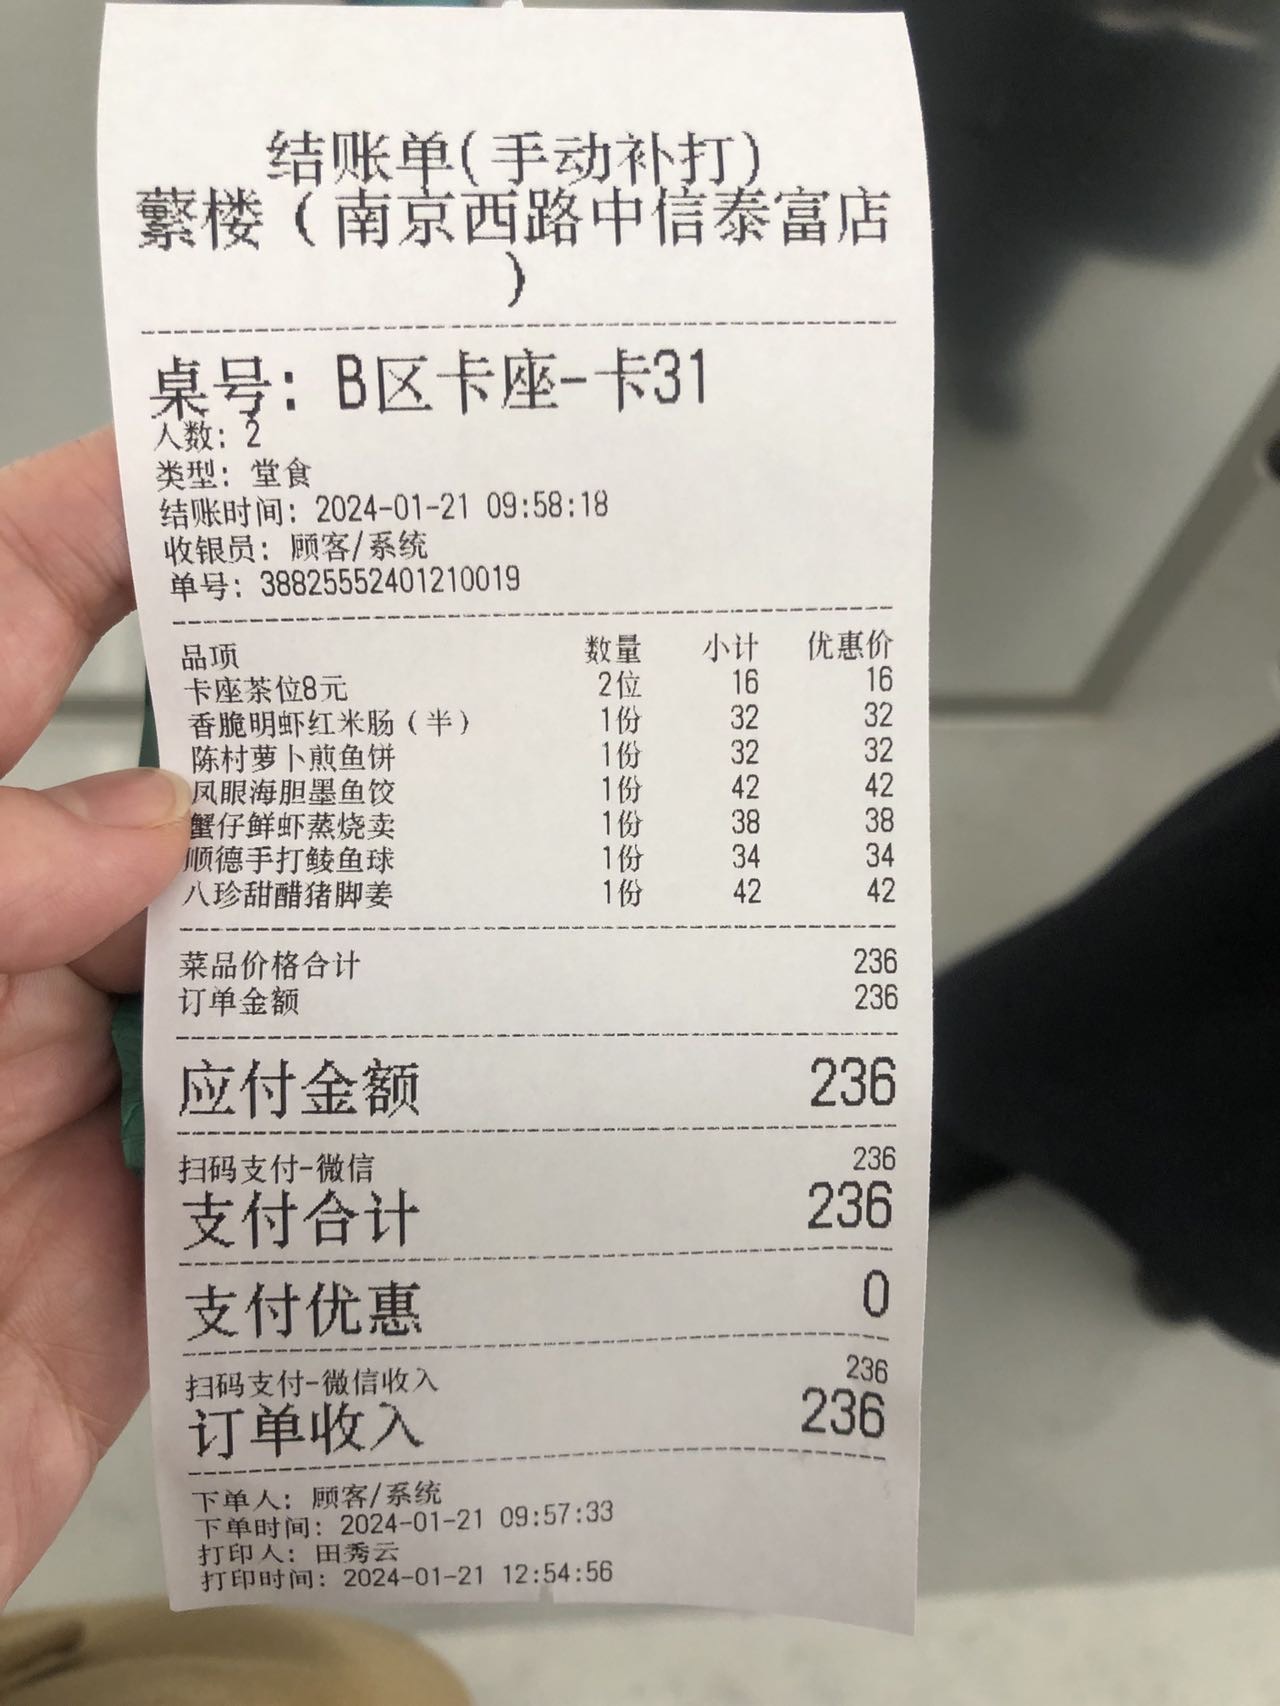 结账单(手动补打)
蘩楼（南京西路中信泰富店
）
桌号: B区卡座-卡31
人数: 2
类型: 堂食
结账时间: 2024-01-21 09:58:18
收银员: 顾客/系统
单号: 38825552401210019
品项 数量 小计 优惠价
卡座茶位8元 2位 16 16
香脆明虾红米肠（半） 1份 32 32
陈村萝卜煎鱼饼 1份 32 32
凤眼海胆墨鱼饺 1份 42 42
蟹仔鲜虾蒸烧卖 1份 38 38
顺德手打鲮鱼球 1份 34 34
八珍甜醋猪脚姜 1份 42 42
菜品价格合计 236
订单金额 236
应付金额 236
扫码支付-微信 236
支付合计 236
支付优惠 0
扫码支付-微信收入 236
订单收入 236
下单人: 顾客/系统
下单时间: 2024-01-21 09:57:33
打印人: 田秀云
打印时间: 2024-01-21 12:54:56